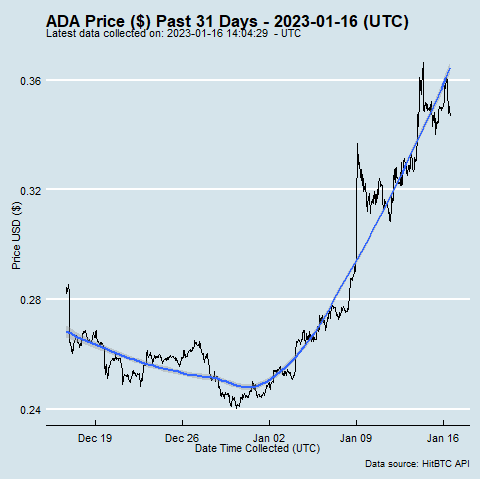 ADA Price ($) Past 31 Days - 2023-01-16 (UTC)
Latest data collected on: 2023-01-16 14:04:29  - UTC
0.36
0.32
0.28
0.24
Price USD ($)
Dec 19
Dec 26
Jan 02
Jan 09
Jan 16
Date Time Collected (UTC)
Data source: HitBTC API